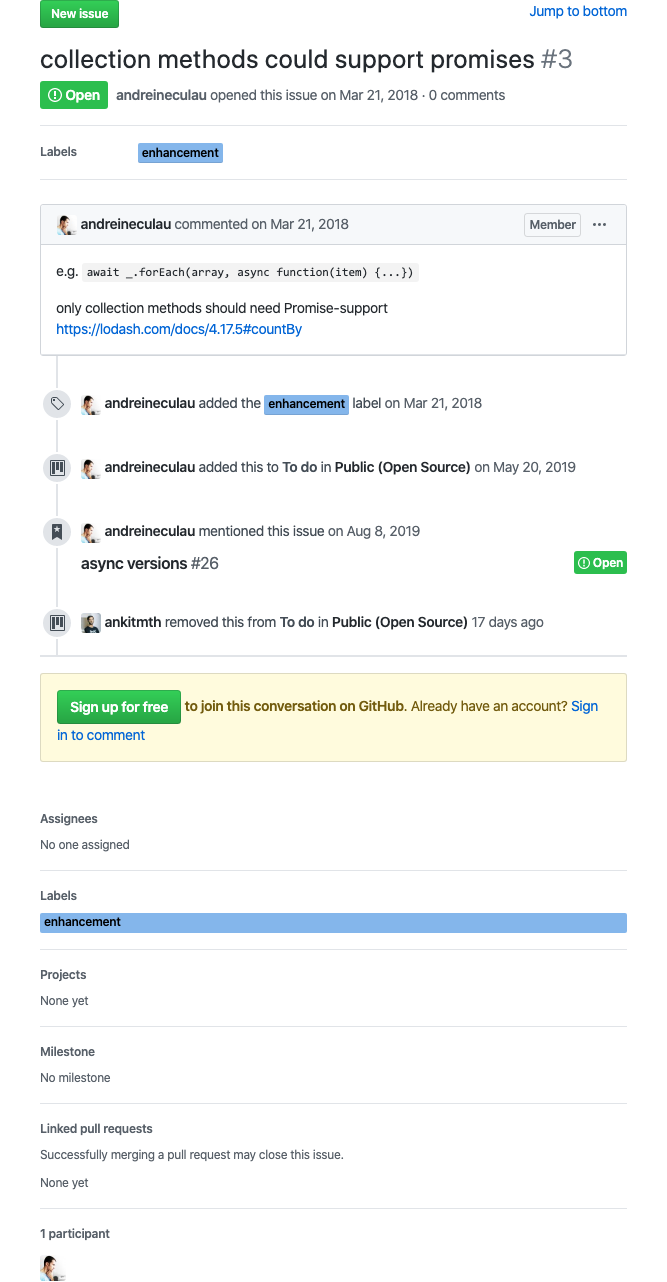 New issue
Jump to bottom
collection methods could support promises #3
Open
andreineculau opened this issue on Mar 21, 2018 · 0 comments
Labels
enhancement
andreineculau commented on Mar 21, 2018
Member
e.g. await _.forEach(array, async function(item) {...})
only collection methods should need Promise-support
https://lodash.com/docs/4.17.5#countBy
andreineculau added the enhancement label on Mar 21, 2018
andreineculau added this to To do in Public (Open Source) on May 20, 2019
andreineculau mentioned this issue on Aug 8, 2019
async versions #26
Open
ankitmth removed this from To do in Public (Open Source) 17 days ago
Sign up for free to join this conversation on GitHub. Already have an account? Sign
in to comment
Assignees
No one assigned
Labels
enhancement
Projects
None yet
Milestone
No milestone
Linked pull requests
Successfully merging a pull request may close this issue.
None yet
1 participant